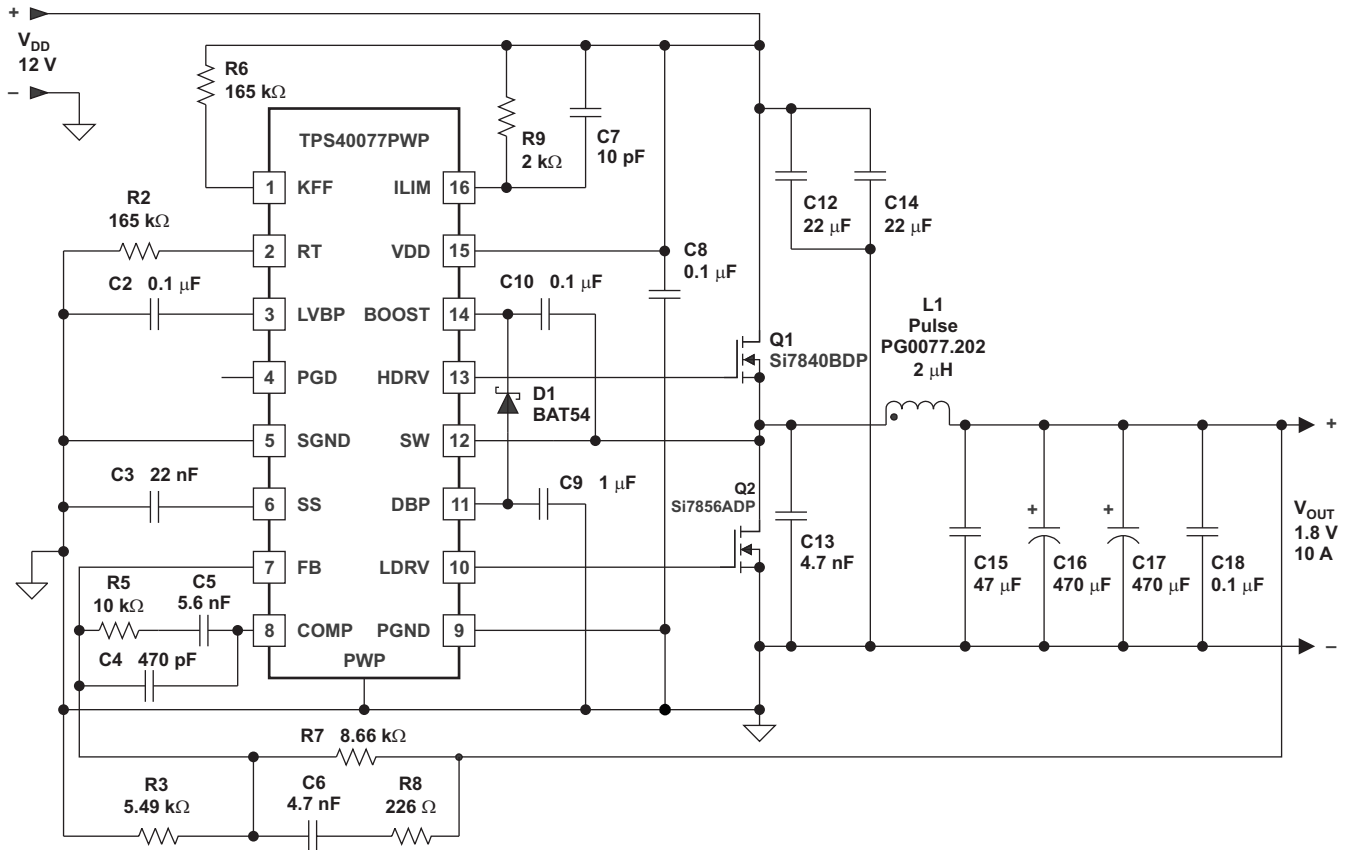 +
VDD
12 V
–
R6
165 kΩ
TPS40077PWP
R9
2 kΩ
C7
10 pF
1 KFF
ILIM 16
R2
165 kΩ
2 RT
VDD 15
C12
22 μF
C14
22 μF
C8
0.1 μF
C2 0.1 μF
C10 0.1 μF
3 LVBP
BOOST 14
L1
Pulse
PG0077.202
2 μH
Q1
Si7840BDP
4 PGD
HDRV 13
D1
BAT54
5 SGND
SW 12
+
C3 22 nF
C9 1 μF
Q2
Si7856ADP
6 SS
DBP 11
+
+
VOUT
1.8 V
10 A
C13
4.7 nF
7 FB
LDRV 10
C15
47 μF
C16
470 μF
C17
470 μF
C18
0.1 μF
R5
10 kΩ
C5
5.6 nF
8 COMP
PGND 9
–
C4 470 pF
PWP
R7 8.66 kΩ
R3
5.49 kΩ
C6
4.7 nF
R8
226 Ω